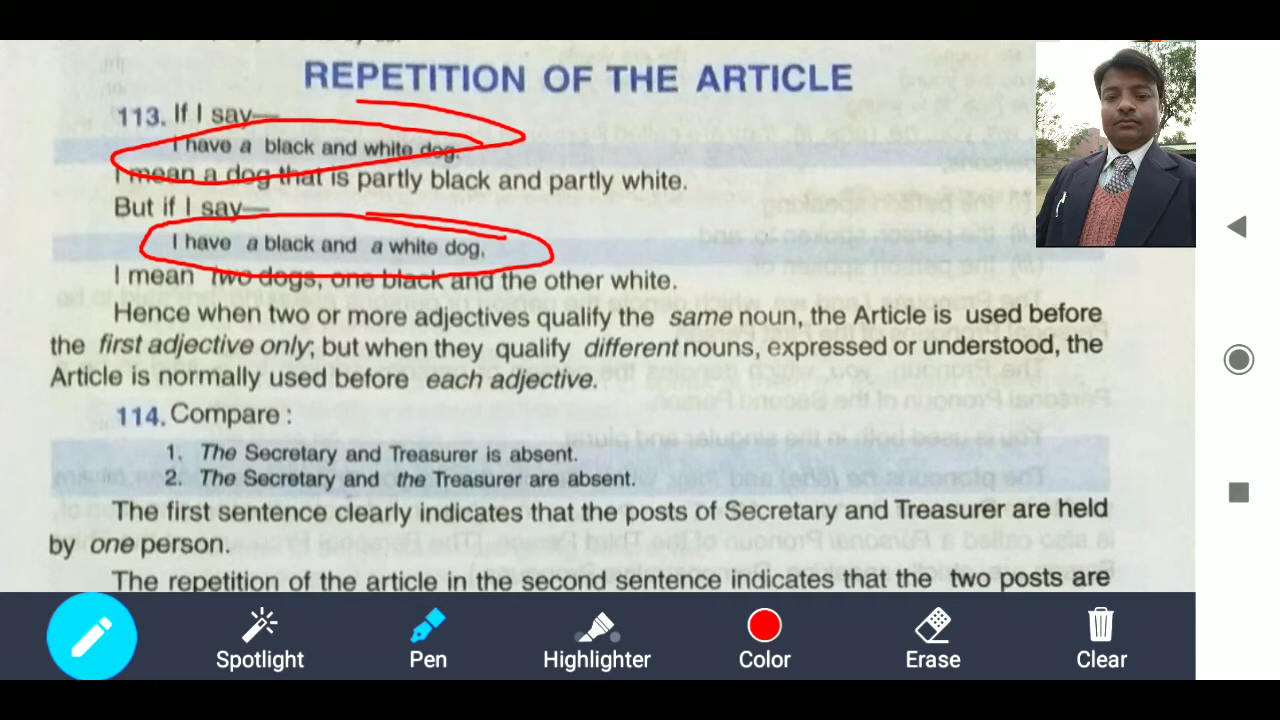 REPETITION OF THE ARTICLE
113. If I say—
I have a black and white dog,
I mean a dog that is partly black and partly white.
But if I say—
I have a black and a white dog,
I mean two dogs, one black and the other white.
Hence when two or more adjectives qualify the same noun, the Article is used before
the first adjective only; but when they qualify different nouns, expressed or understood, the
Article is normally used before each adjective.
114. Compare :
1. The Secretary and Treasurer is absent.
2. The Secretary and the Treasurer are absent.
The first sentence clearly indicates that the posts of Secretary and Treasurer are held
by one person.
The repetition of the article in the second sentence indicates that the two posts are
Spotlight Pen Highlighter Color Erase Clear